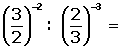 (3/2)⁻² : (2/3)⁻³ =